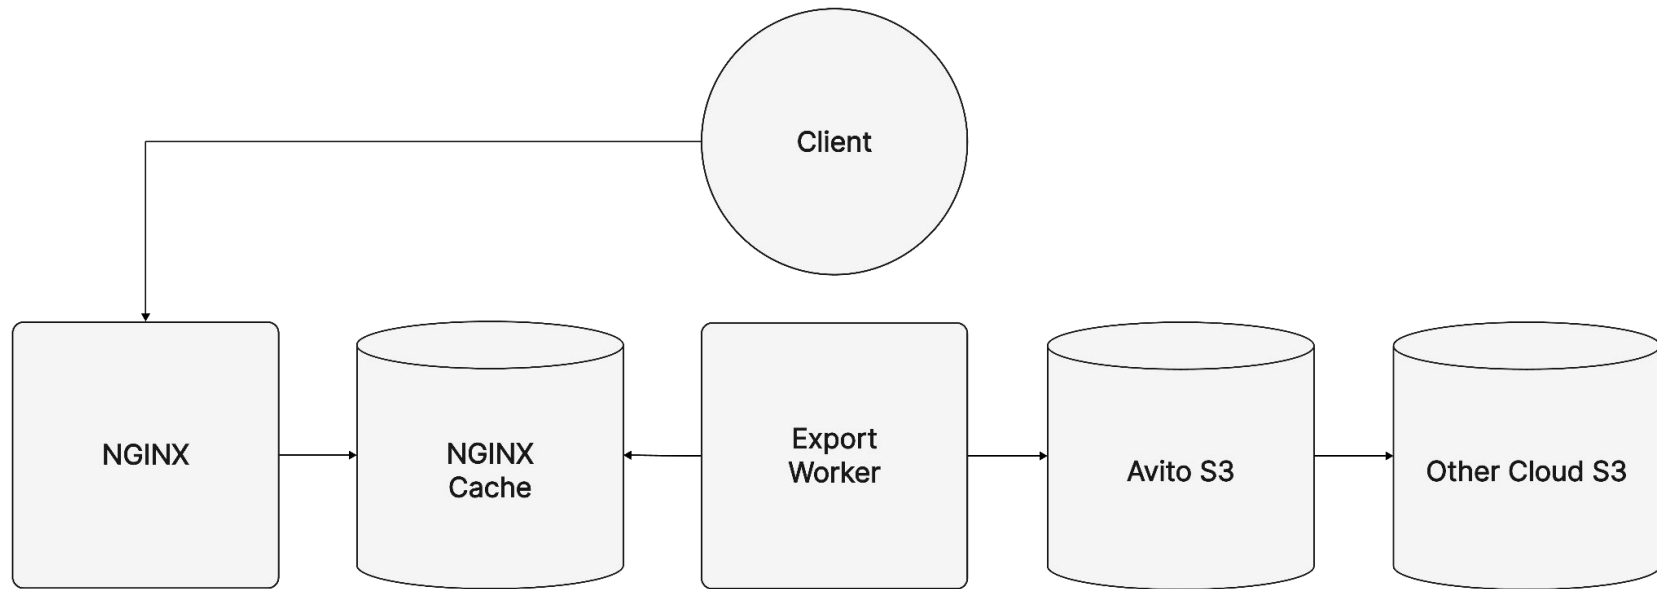 Client
NGINX
NGINX
Cache
Export
Worker
Avito S3
Other Cloud S3